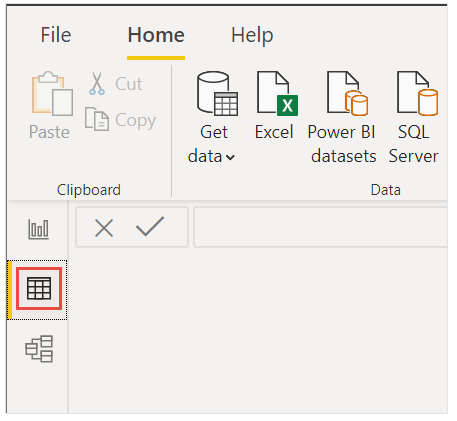 File Home Help
Cut
Copy
Paste
Get
data
Excel
Power BI
datasets
SQL
Server
Clipboard
Data